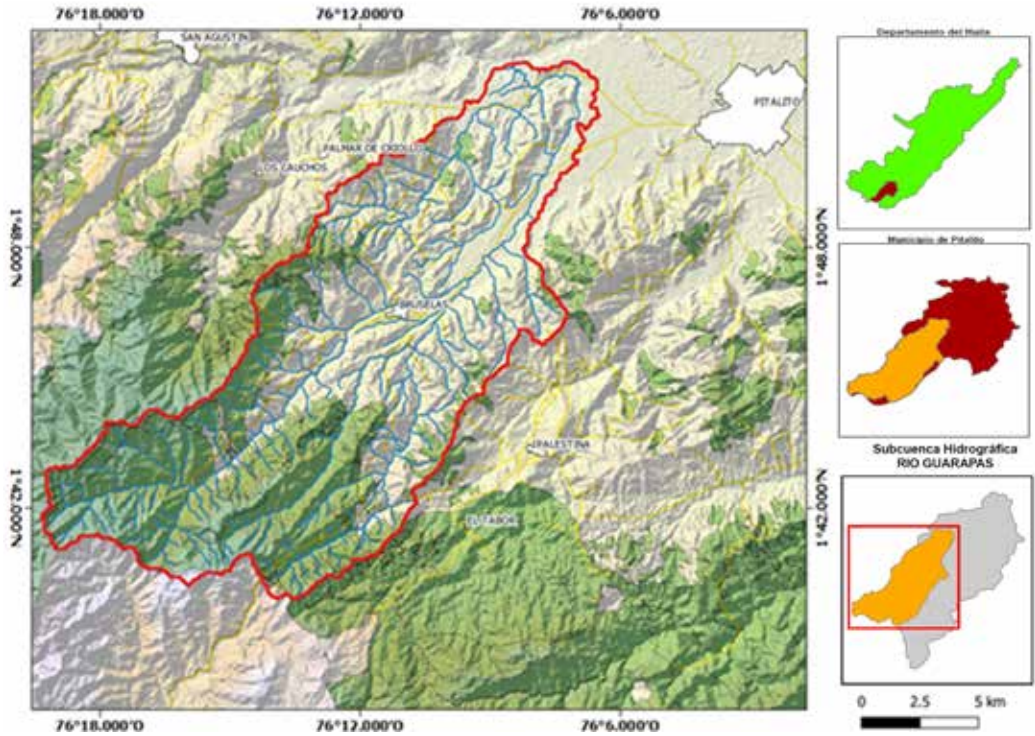 76°18.000'O 76°12.000'O 76°6.000'O
SAN AGUSTIN
PITALITO
PALMAR DE CRIOLLO
LOS CAUCHOS
1°48.000'N
1°48.000'N
BRUSELAS
PALESTINA
1°42.000'N
1°42.000'N
EL TABOR
76°18.000'O 76°12.000'O 76°6.000'O
Departamento del Huila
Municipio de Pitalito
Subcuenca Hidrográfica
RIO GUARAPAS
0 2.5 5 km